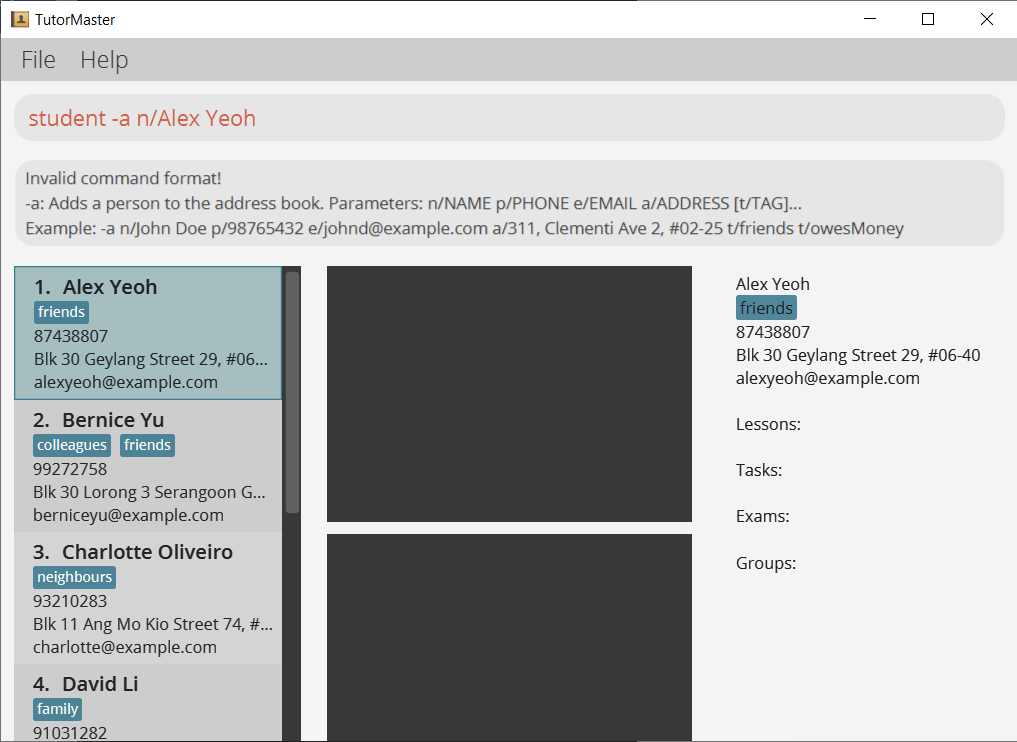 TutorMaster
File Help
student -a n/Alex Yeoh
Invalid command format!
-a: Adds a person to the address book. Parameters: n/NAME p/PHONE e/EMAIL a/ADDRESS [t/TAG]...
Example: -a n/John Doe p/98765432 e/johnd@example.com a/311, Clementi Ave 2, #02-25 t/friends t/owesMoney
1. Alex Yeoh
friends
87438807
Blk 30 Geylang Street 29, #06...
alexyeoh@example.com
2. Bernice Yu
colleagues friends
99272758
Blk 30 Lorong 3 Serangoon G...
berniceyu@example.com
3. Charlotte Oliveiro
neighbours
93210283
Blk 11 Ang Mo Kio Street 74, #...
charlotte@example.com
4. David Li
family
91031282
Alex Yeoh
friends
87438807
Blk 30 Geylang Street 29, #06-40
alexyeoh@example.com
Lessons:
Tasks:
Exams:
Groups: